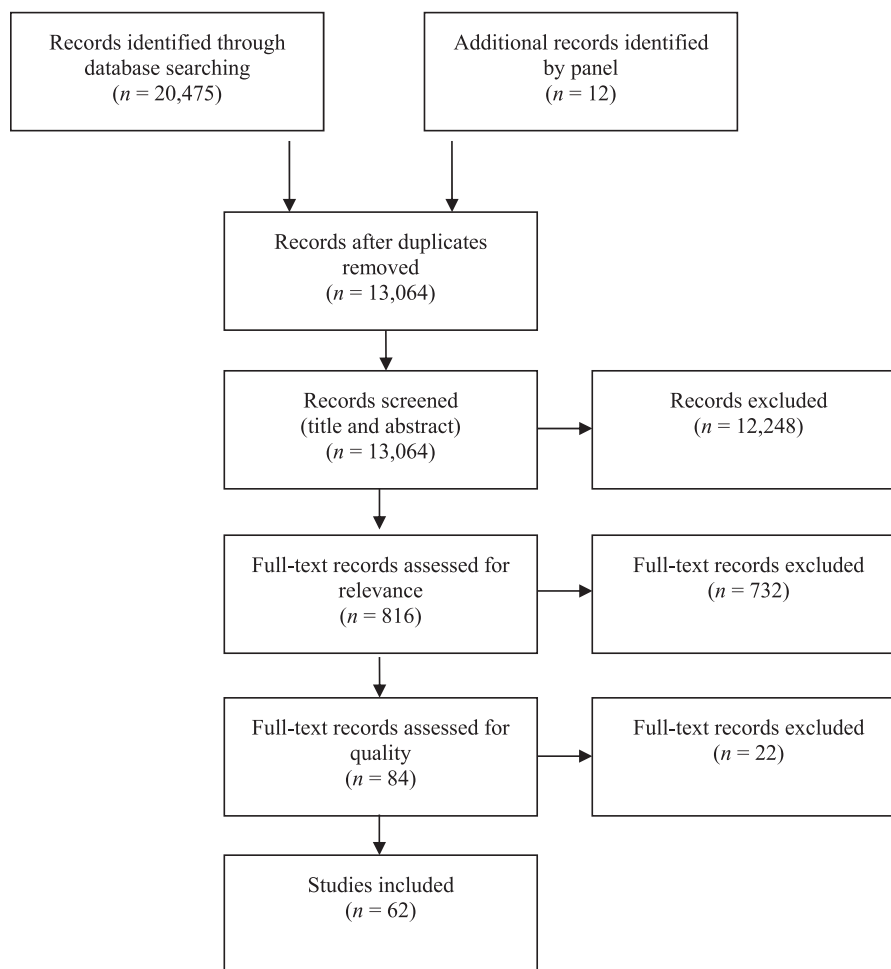 Records identified through
database searching
(n = 20,475)
Additional records identified
by panel
(n = 12)
Records after duplicates
removed
(n = 13,064)
Records screened
(title and abstract)
(n = 13,064)
Records excluded
(n = 12,248)
Full-text records assessed for
relevance
(n = 816)
Full-text records excluded
(n = 732)
Full-text records assessed for
quality
(n = 84)
Full-text records excluded
(n = 22)
Studies included
(n = 62)